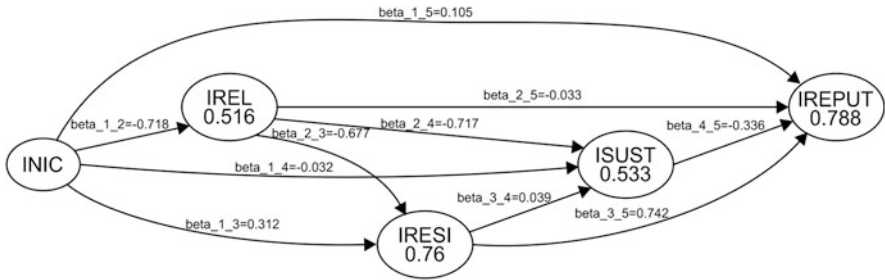 beta_1_5=0.105
IREL
0.516
beta_2_5=-0.033
IREPUT
0.788
beta_1_2=-0.718
beta_2_3=-0.677
beta_2_4=-0.717
beta_4_5=-0.336
INIC
beta_1_4=-0.032
ISUST
0.533
beta_3_4=0.039
beta_1_3=0.312
beta_3_5=0.742
IRESI
0.76